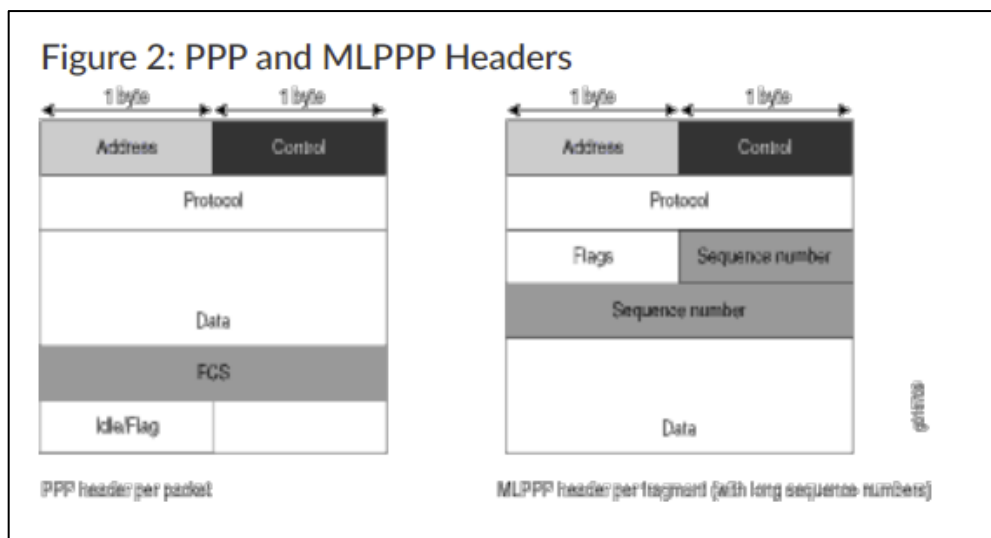 Figure 2: PPP and MLPPP Headers
1 byte 1 byte
Address Control
Protocol
Data
FCS
Idle/Flag
PPP header per packet
1 byte 1 byte
Address Control
Protocol
Flags Sequence number
Sequence number
Data
MLPPP header per fragment (with long sequence numbers)